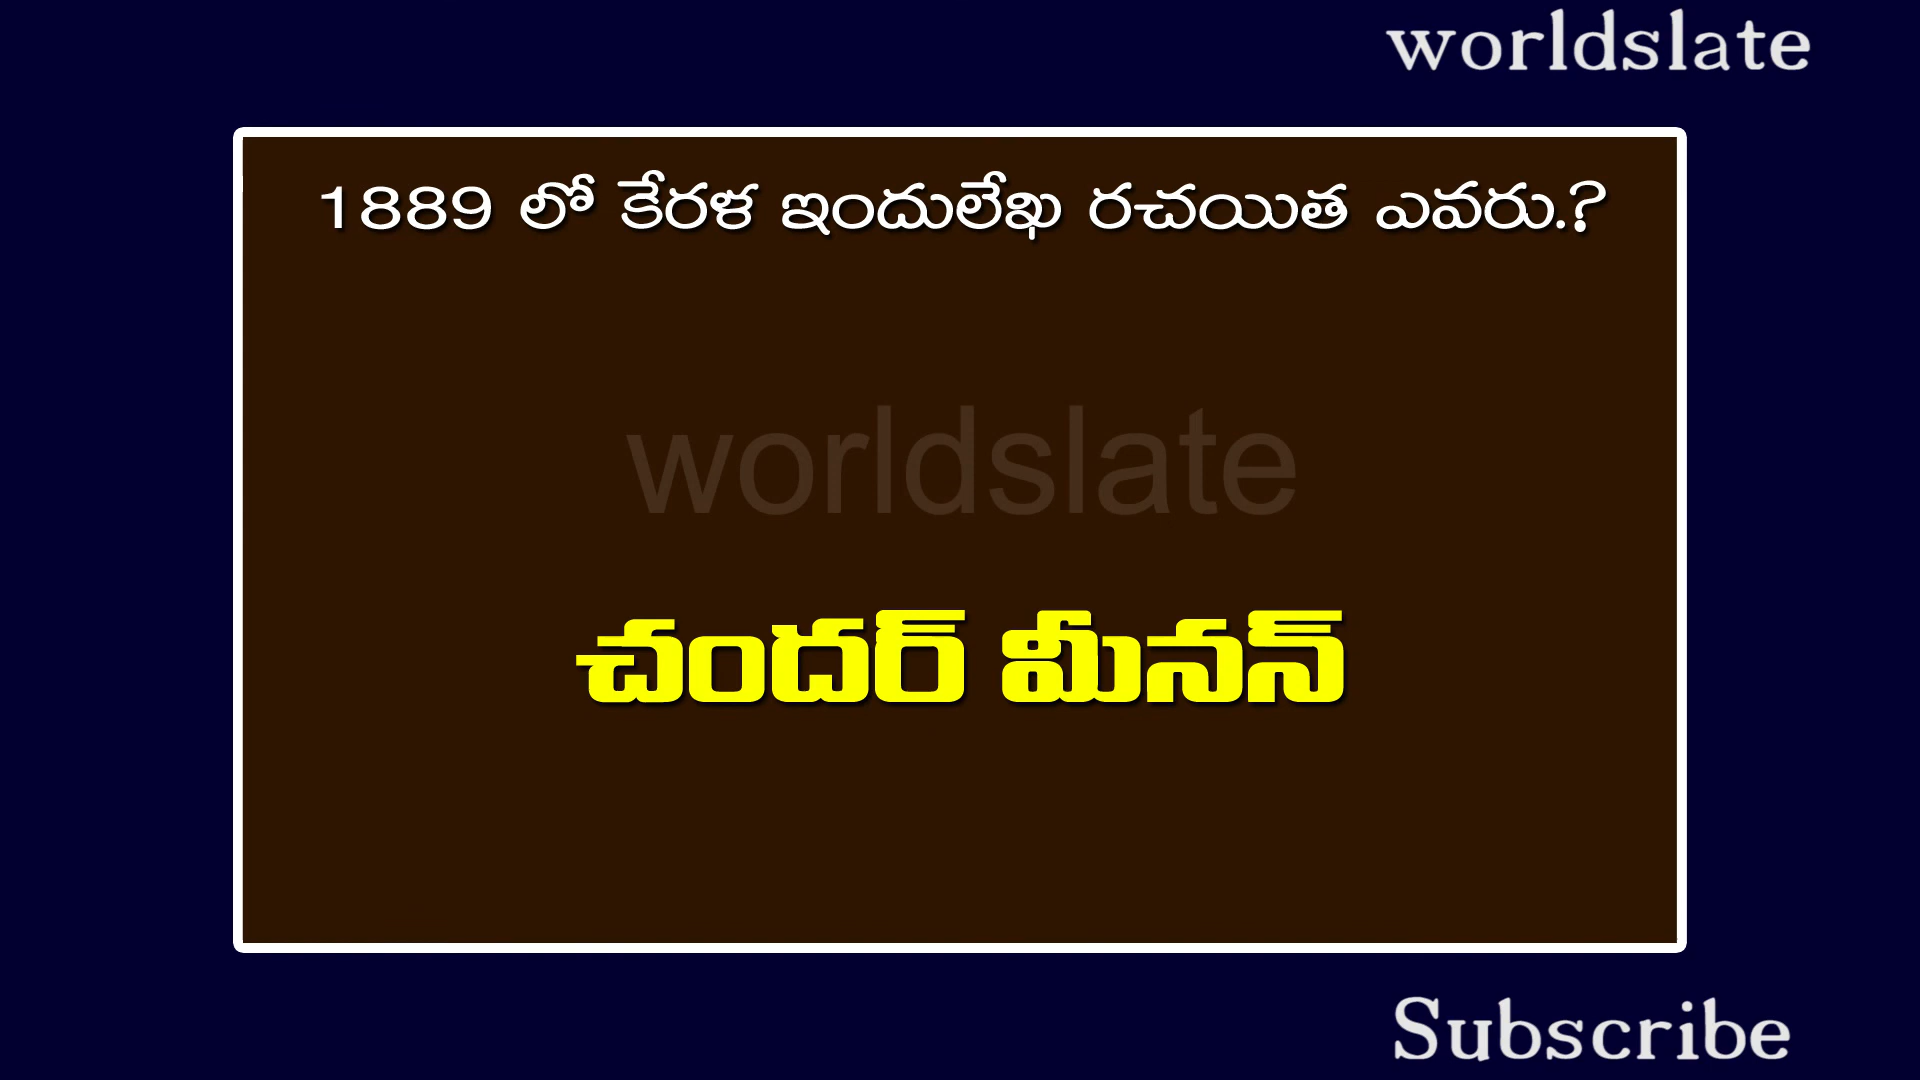 worldslate
1889 లో కేరళ ఇందులేఖ రచయిత ఎవరు.?
worldslate
చందర్ మీనన్
Subscribe